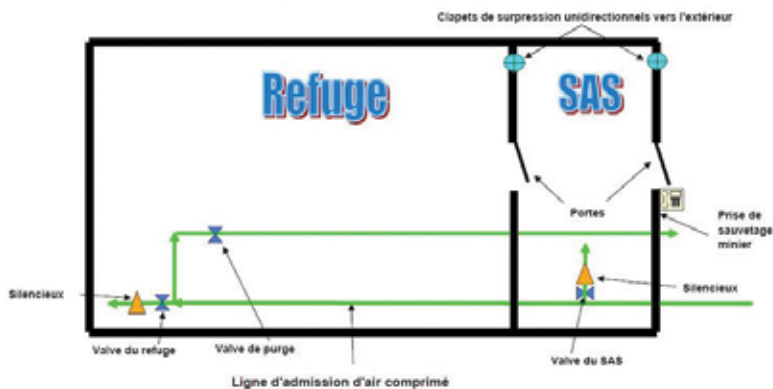 Clapets de surpression unidirectionnels vers l'extérieur
Refuge
SAS
Portes
Prise de
sauvetage
minier
Silencieux
Silencieux
Valve du refuge
Valve de purge
Valve du SAS
Ligne d'admission d'air comprimé